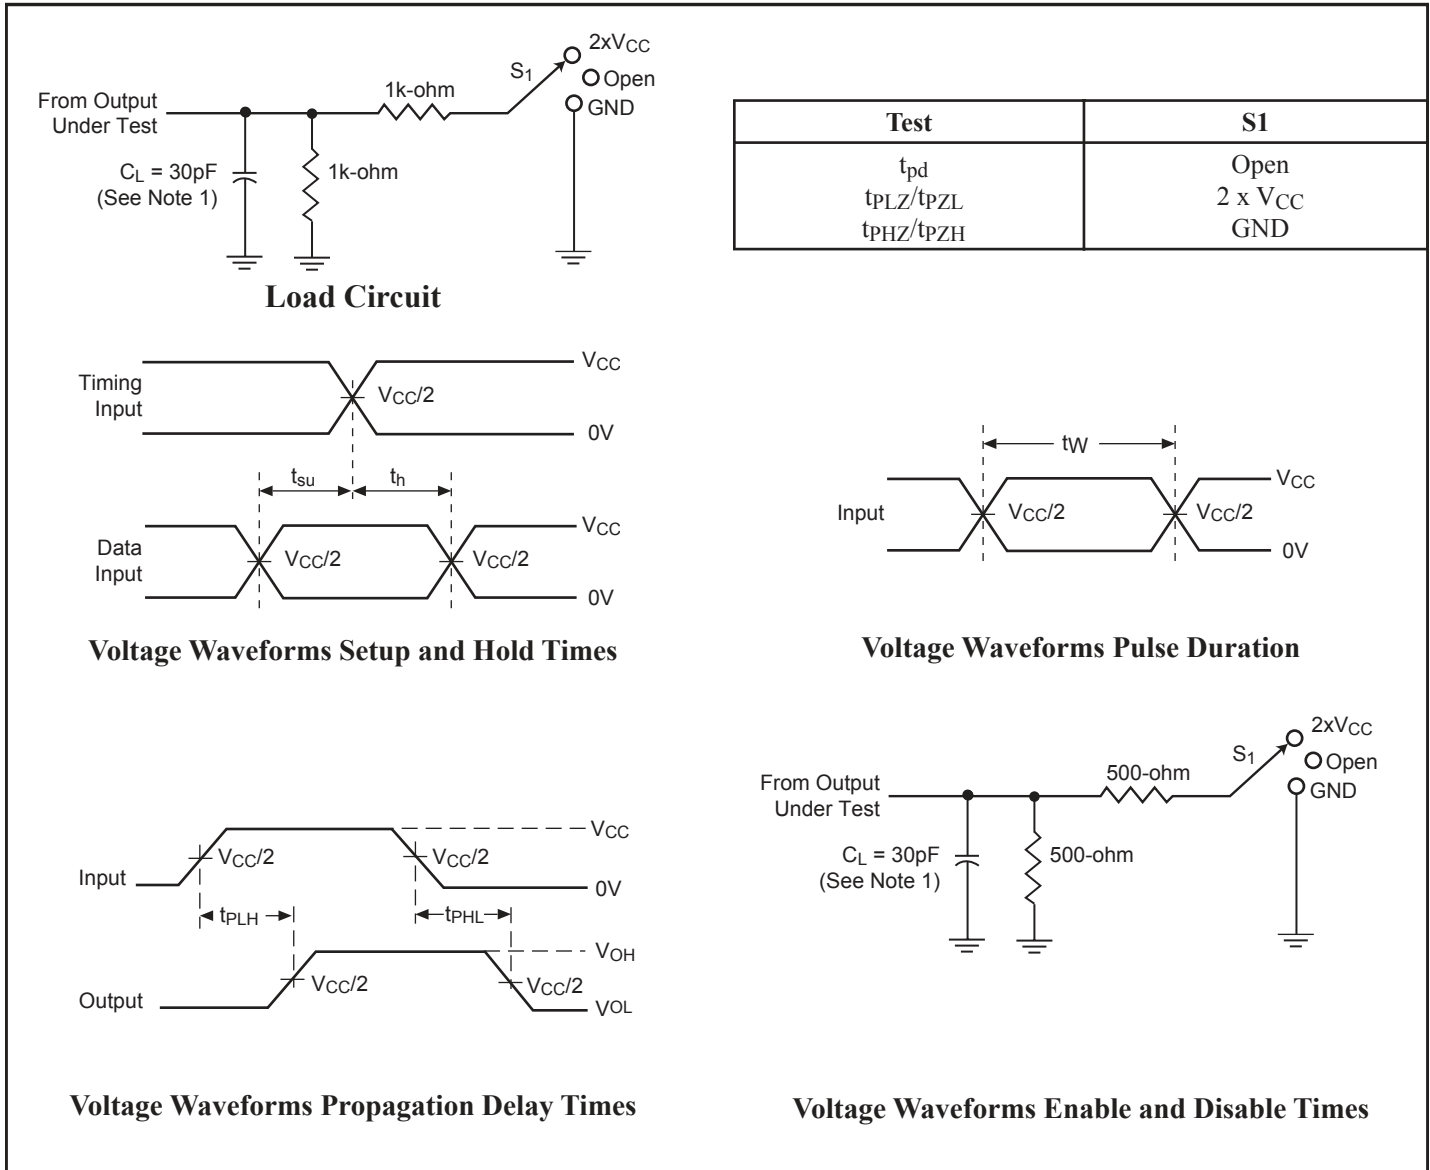 2xVCC
S1
Open
1k-ohm
GND
From Output
Under Test
CL = 30pF
(See Note 1)
1k-ohm
Load Circuit
Test S1
tpd Open
tPLZ/tPZL 2 x VCC
tPHZ/tPZH GND
VCC
Timing
Input
VCC/2
0V
tsu
th
VCC
Data
Input
VCC/2
VCC/2
0V
Voltage Waveforms Setup and Hold Times
tW
VCC
Input
VCC/2
VCC/2
0V
Voltage Waveforms Pulse Duration
VCC
VCC/2
VCC/2
Input
0V
tPLH
tPHL
VOH
VCC/2
VCC/2
Output
VOL
Voltage Waveforms Propagation Delay Times
2xVCC
S1
Open
500-ohm
GND
From Output
Under Test
CL = 30pF
(See Note 1)
500-ohm
Voltage Waveforms Enable and Disable Times